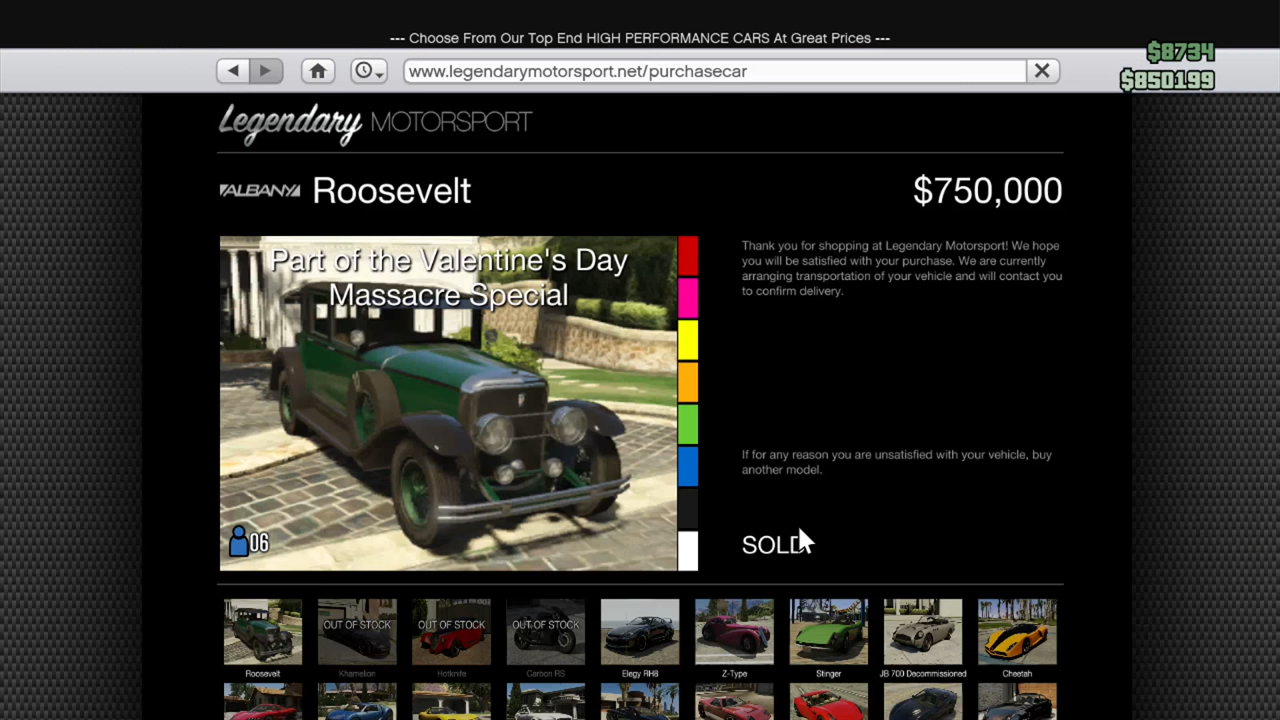 --- Choose From Our Top End HIGH PERFORMANCE CARS At Great Prices ---
$8734
www.legendarymotorsport.net/purchasecar
$850199
Legendary MOTORSPORT
ALBANY Roosevelt
$750,000
Part of the Valentine's Day
Massacre Special
06
Thank you for shopping at Legendary Motorsport! We hope
you will be satisfied with your purchase. We are currently
arranging transportation of your vehicle and will contact you
to confirm delivery.
If for any reason you are unsatisfied with your vehicle, buy
another model.
SOLD
OUT OF STOCK
OUT OF STOCK
OUT OF STOCK
Roosevelt
Khamelion
Hotknife
Carbon RS
Elegy RH8
Z-Type
Stinger
JB 700 Decommissioned
Cheetah